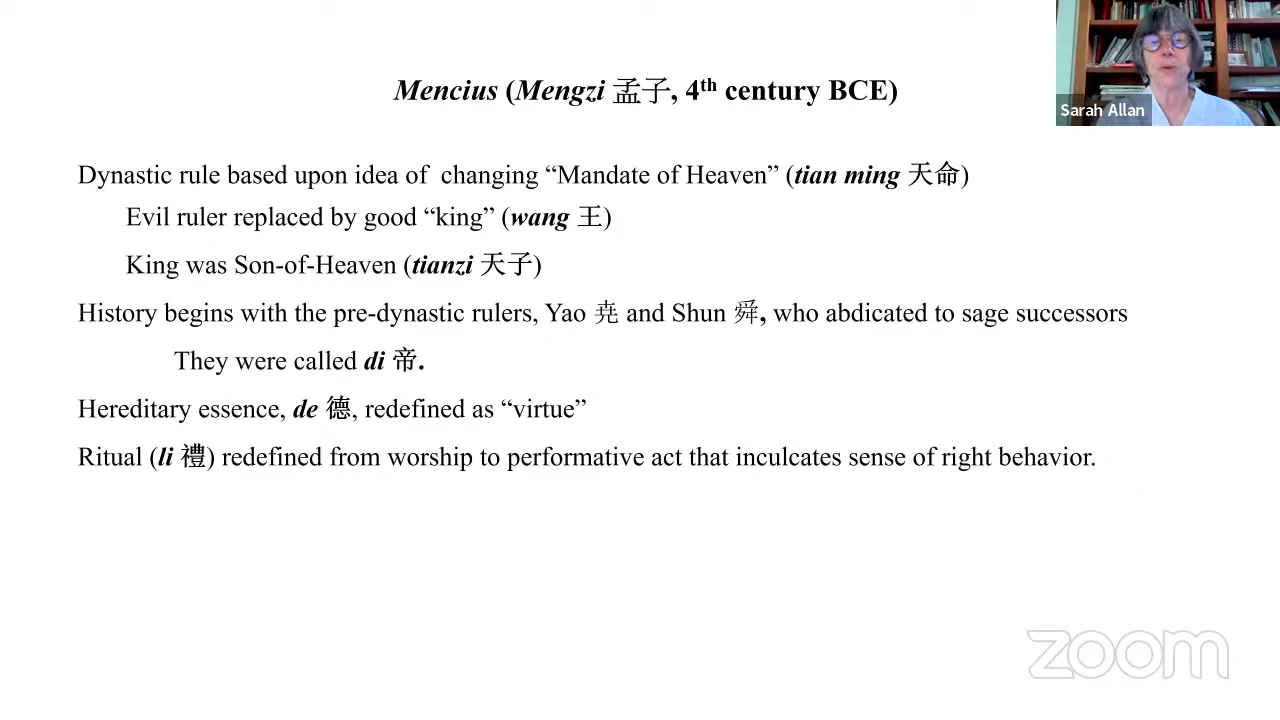 Mencius (Mengzi 孟子, 4th century BCE)
Sarah Allan
Dynastic rule based upon idea of changing “Mandate of Heaven” (tian ming 天命)
Evil ruler replaced by good “king” (wang 王)
King was Son-of-Heaven (tianzi 天子)
History begins with the pre-dynastic rulers, Yao 尭 and Shun 舜, who abdicated to sage successors
They were called di 帝.
Hereditary essence, de 德, redefined as “virtue”
Ritual (li 禮) redefined from worship to performative act that inculcates sense of right behavior.
zoom